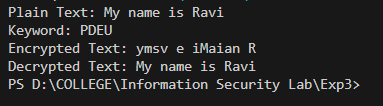 Plain Text: My name is Ravi
Keyword: PDEU
Encrypted Text: ymsv e iMaian R
Decrypted Text: My name is Ravi
PS D:\COLLEGE\Information Security Lab\Exp3>